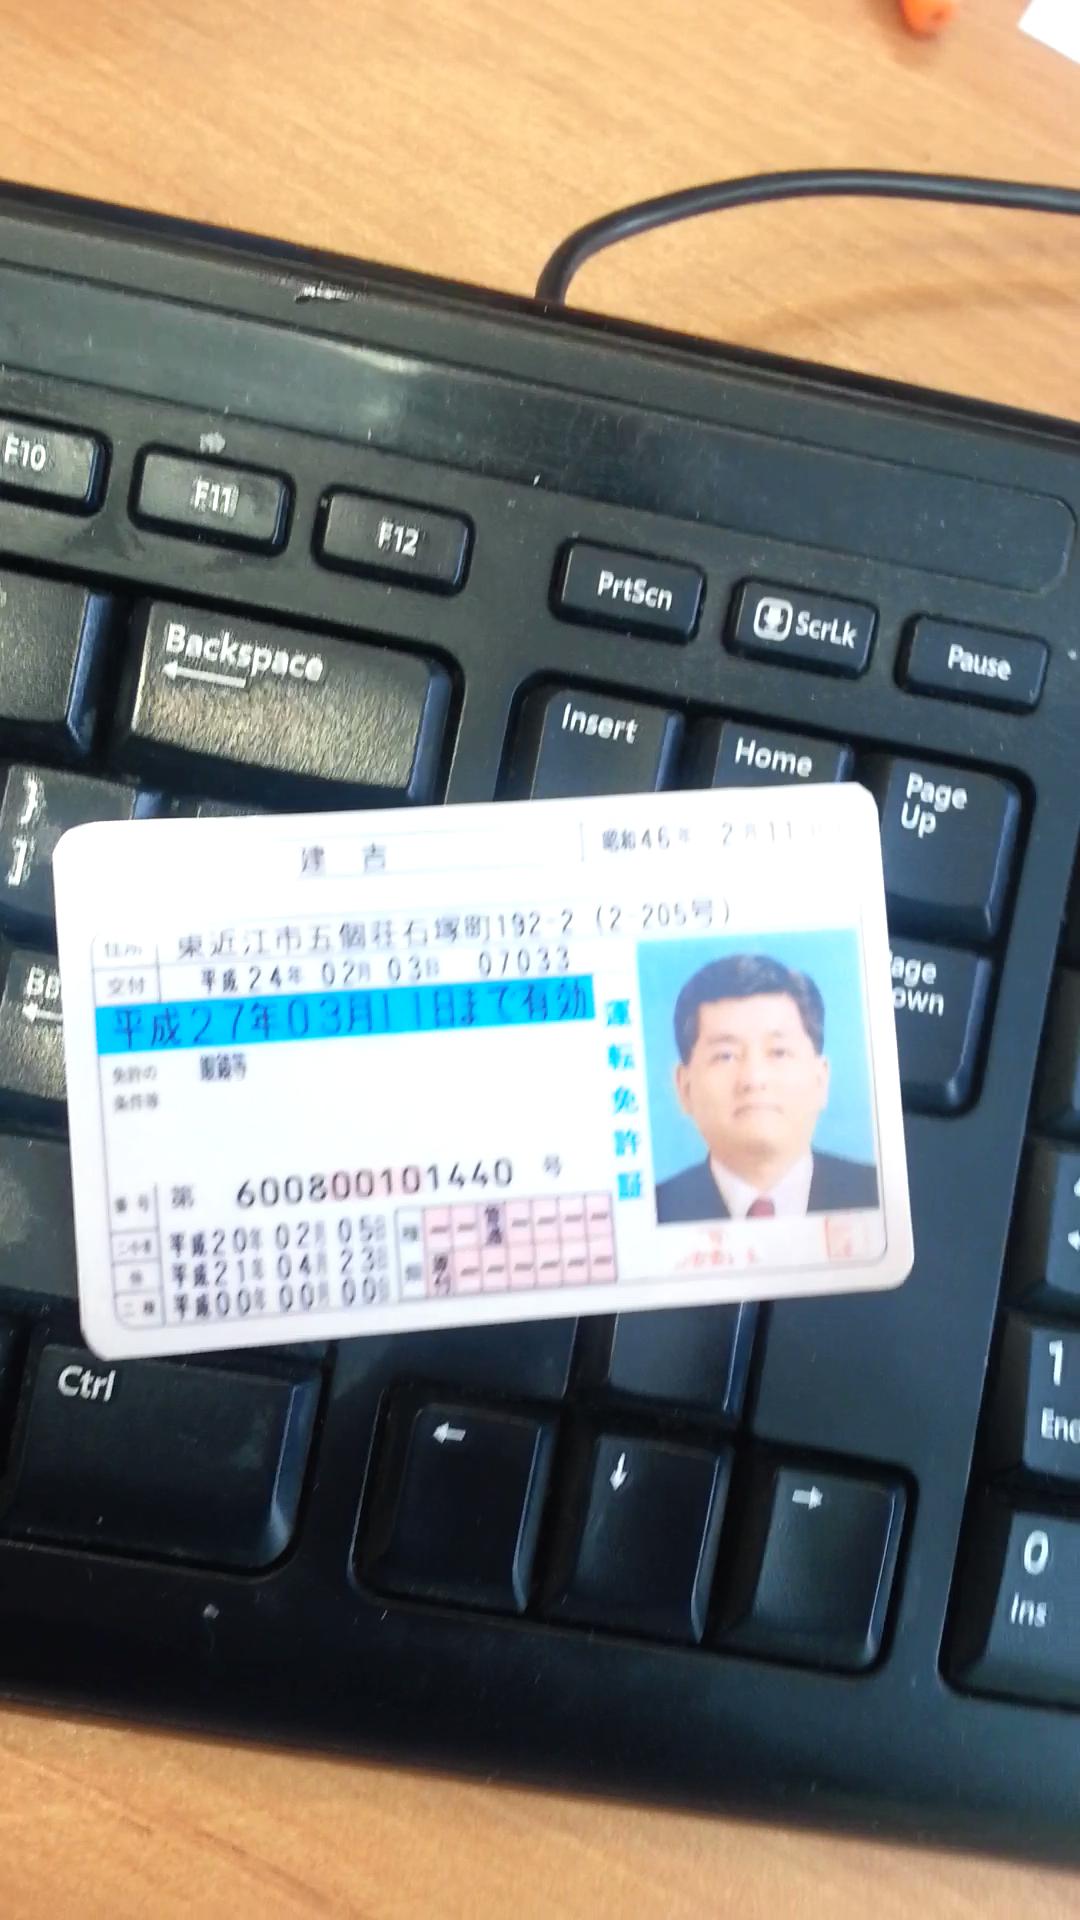 F10
F11
F12
PrtScn
ScrLk
Pause
Backspace
Insert
Home
Page
Up
}
]
建 吉
昭和46年 2月11
住所 東近江市五個荘石塚町192-2 (2-205号)
交付 平成24年02月03日 07033
平成27年03月11日まで有効
免許の
条件等
眼鏡等
運転免許証
番号 第 600800101440 号
平成20年02月05日
他 平成21年04月23日
二種 平成00年00月00日
種類
普通
原付
age
own
Ctrl
1
End
0
Ins